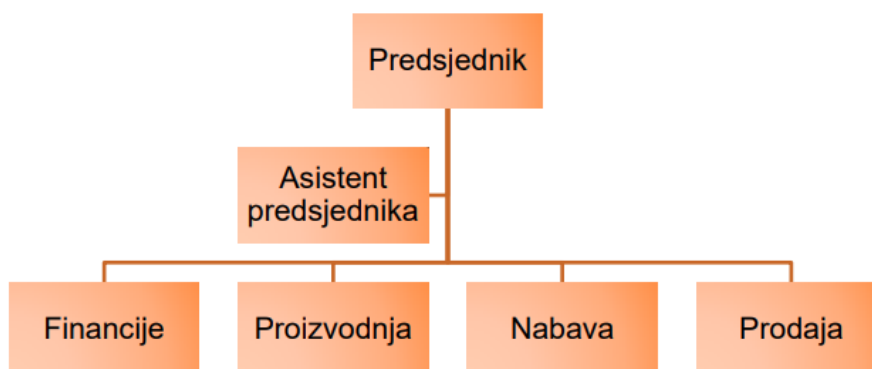 Predsjednik
Asistent
predsjednika
Financije
Proizvodnja
Nabava
Prodaja